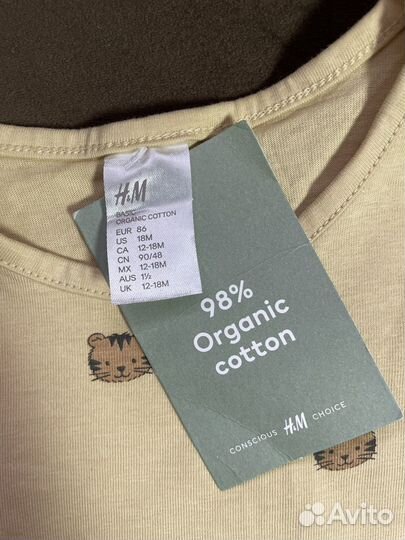 H&M
BASIC
ORGANIC COTTON
EUR 86
US 18M
CA 12-18M
CN 90/48
MX 12-18M
AUS 1½
UK 12-18M
98%
Organic
cotton
CONSCIOUS H&M CHOICE
Avito